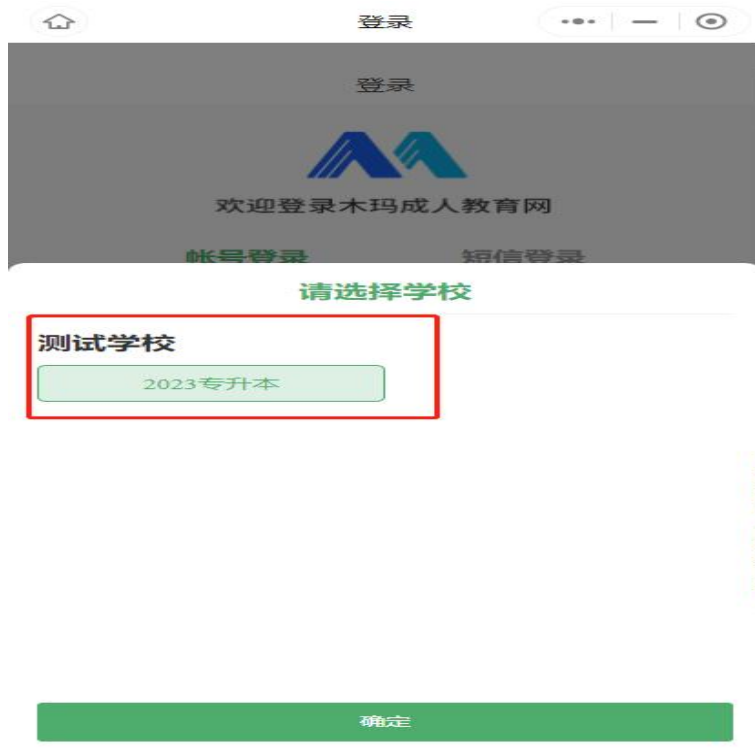 登录
登录
欢迎登录木玛成人教育网
帐号登录 短信登录
请选择学校
测试学校
2023专升本
确定